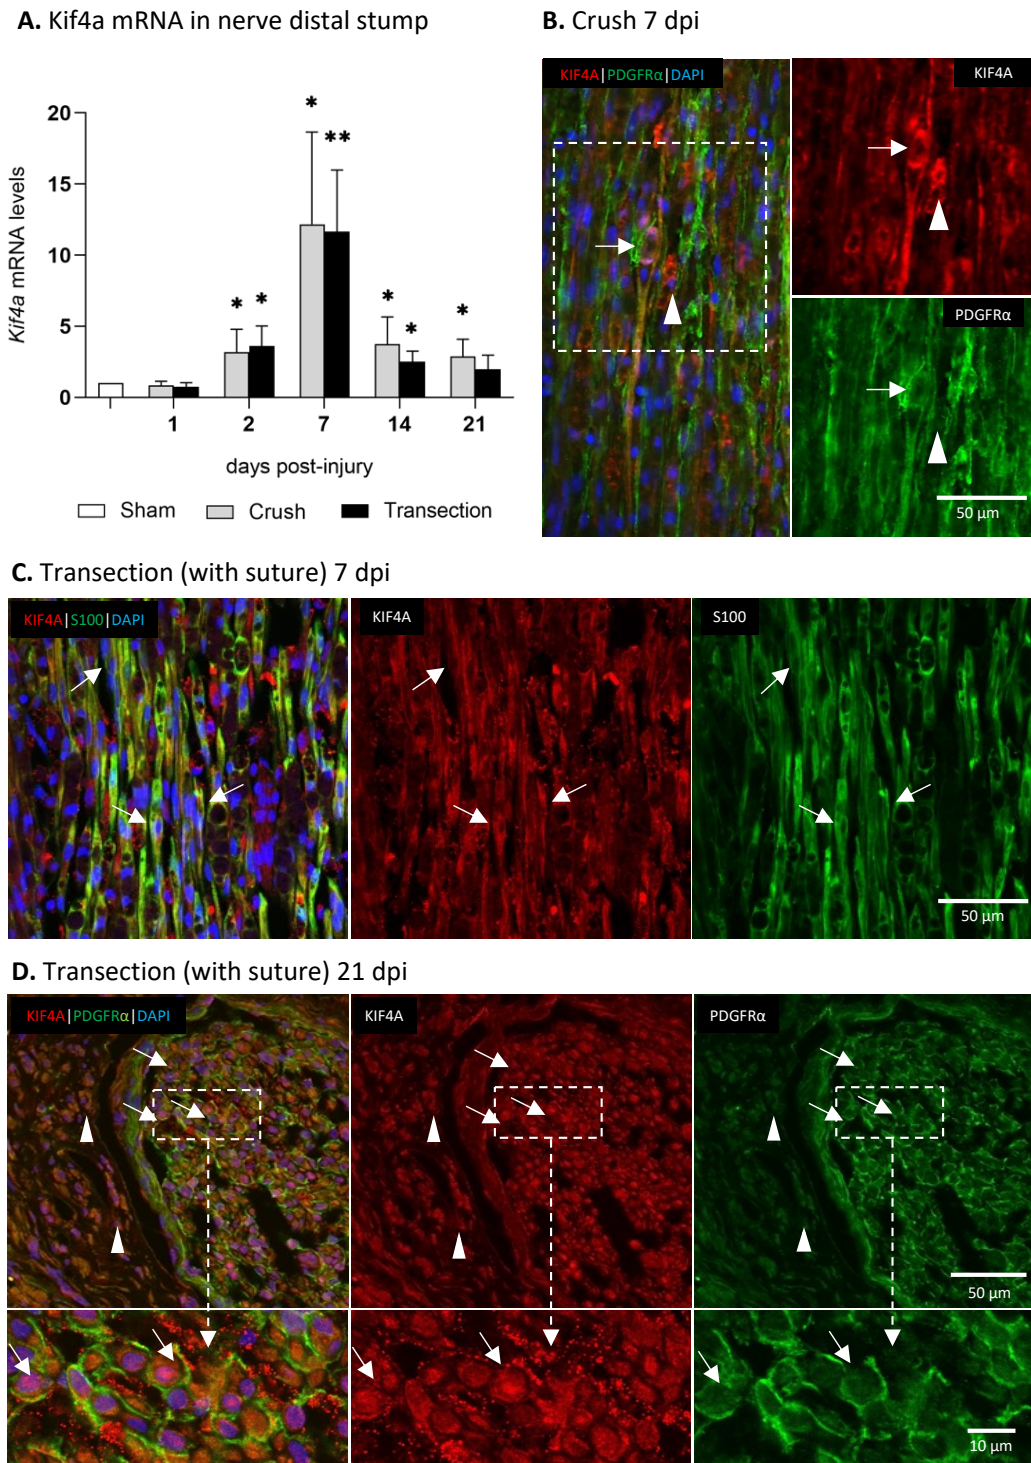 A. Kif4a mRNA in nerve distal stump
Kif4a mRNA levels
20
15
10
5
0
*
*
*
*
**
*
*
*
1
2
7
14
21
days post-injury
Sham
Crush
Transection
B. Crush 7 dpi
KIF4A|PDGFRα|DAPI
KIF4A
PDGFRα
50 µm
C. Transection (with suture) 7 dpi
KIF4A|S100|DAPI
KIF4A
S100
50 µm
D. Transection (with suture) 21 dpi
KIF4A|PDGFRα|DAPI
KIF4A
PDGFRα
50 µm
10 µm